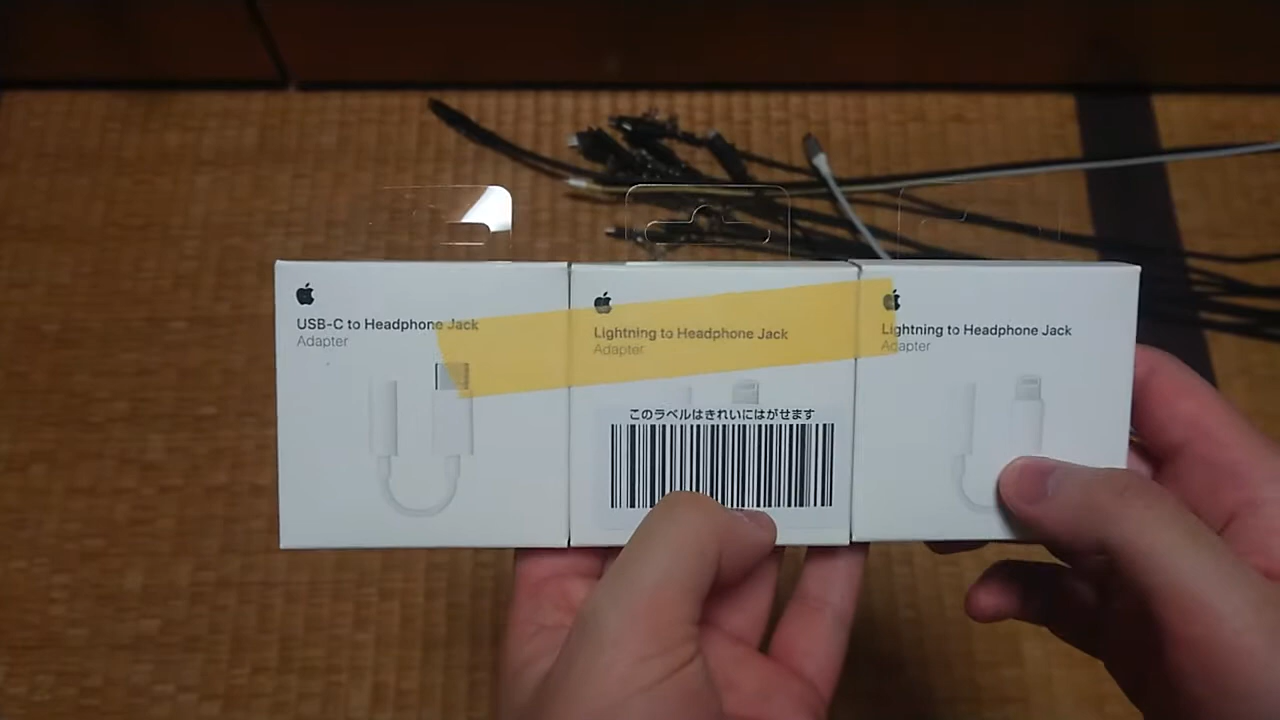 USB-C to Headphone Jack
Adapter
Lightning to Headphone Jack
Adapter
このラベルはきれいにはがせます
Lightning to Headphone Jack
Adapter